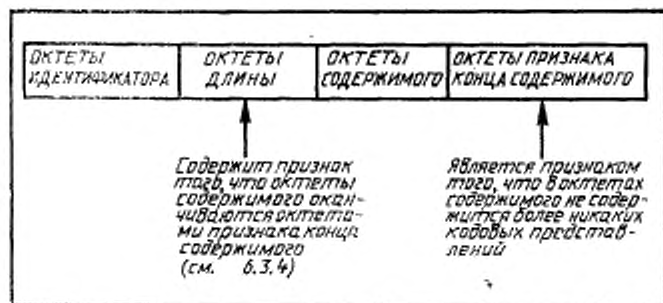 ОКТЕТЫ ИДЕНТИФИКАТОРА
ОКТЕТЫ ДЛИНЫ
ОКТЕТЫ СОДЕРЖИМОГО
ОКТЕТЫ ПРИЗНАКА КОНЦА СОДЕРЖИМОГО
Содержит признак
того, что октеты
содержимого окан-
чиваются октета-
ми признака конца
содержимого
(см. 6.3.4)
Является признаком
того, что в октетах
содержимого не содер-
жится более никаких
кодовых представ-
лений